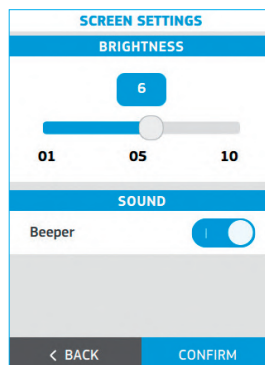 SCREEN SETTINGS
BRIGHTNESS
6
01 05 10
SOUND
Beeper
< BACK CONFIRM